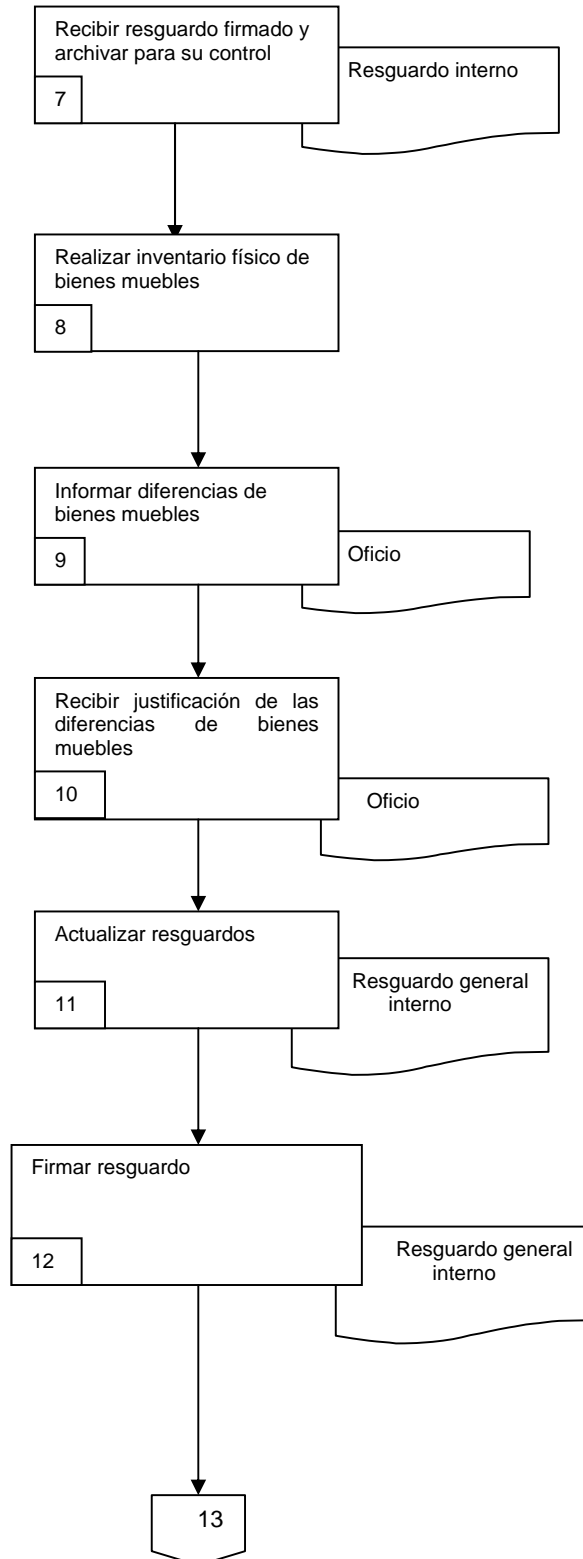 Recibir resguardo firmado y
archivar para su control
7
Resguardo interno
Realizar inventario físico de
bienes muebles
8
Informar diferencias de
bienes muebles
9
Oficio
Recibir justificación de las
diferencias de bienes
muebles
10
Oficio
Actualizar resguardos
11
Resguardo general
interno
Firmar resguardo
12
Resguardo general
interno
13